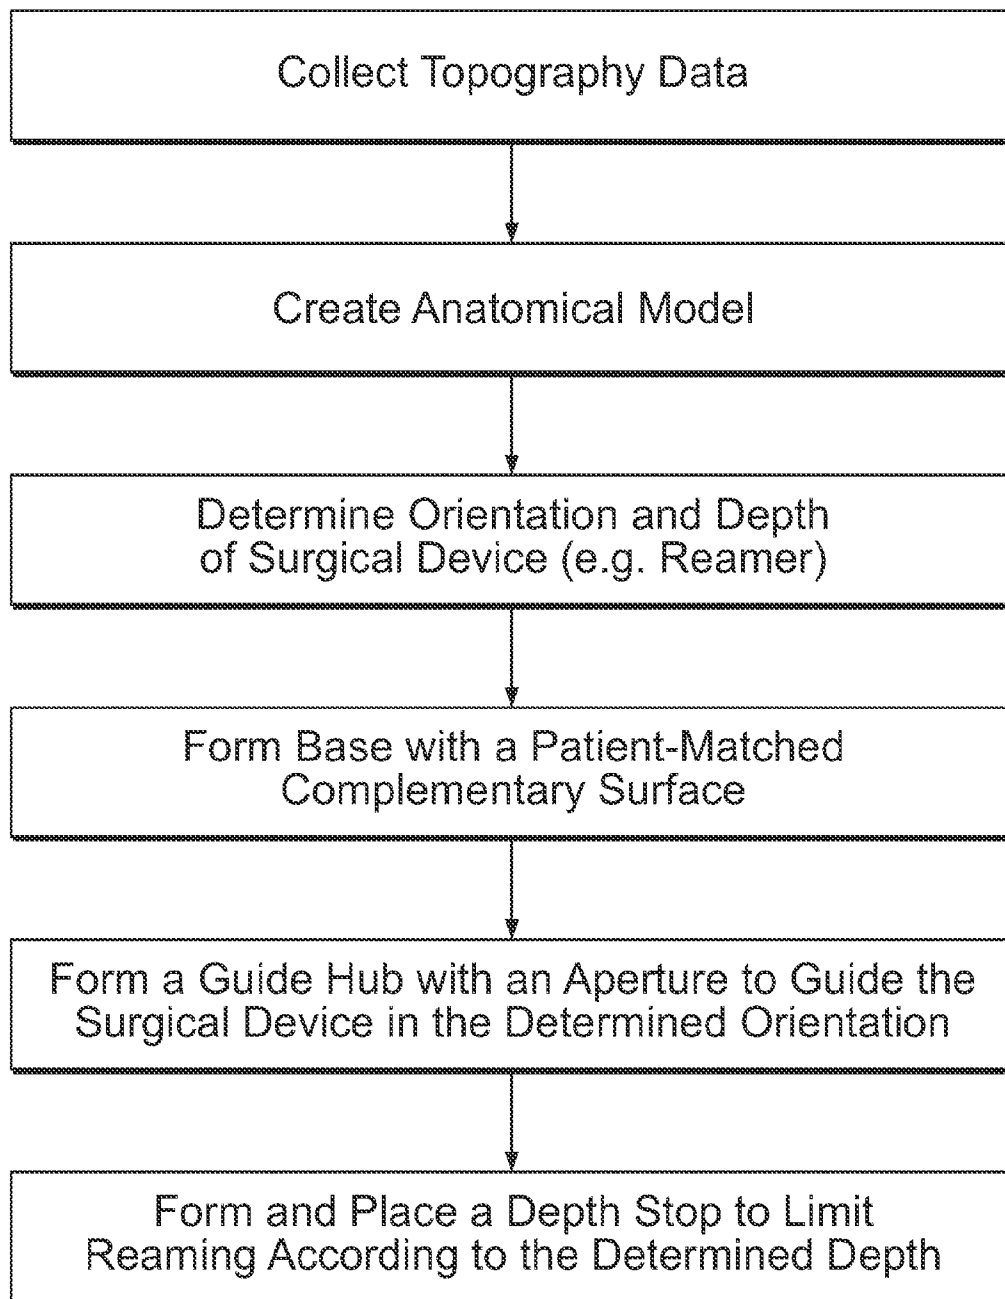 Collect Topography Data
Create Anatomical Model
Determine Orientation and Depth
of Surgical Device (e.g. Reamer)
Form Base with a Patient-Matched
Complementary Surface
Form a Guide Hub with an Aperture to Guide the
Surgical Device in the Determined Orientation
Form and Place a Depth Stop to Limit
Reaming According to the Determined Depth